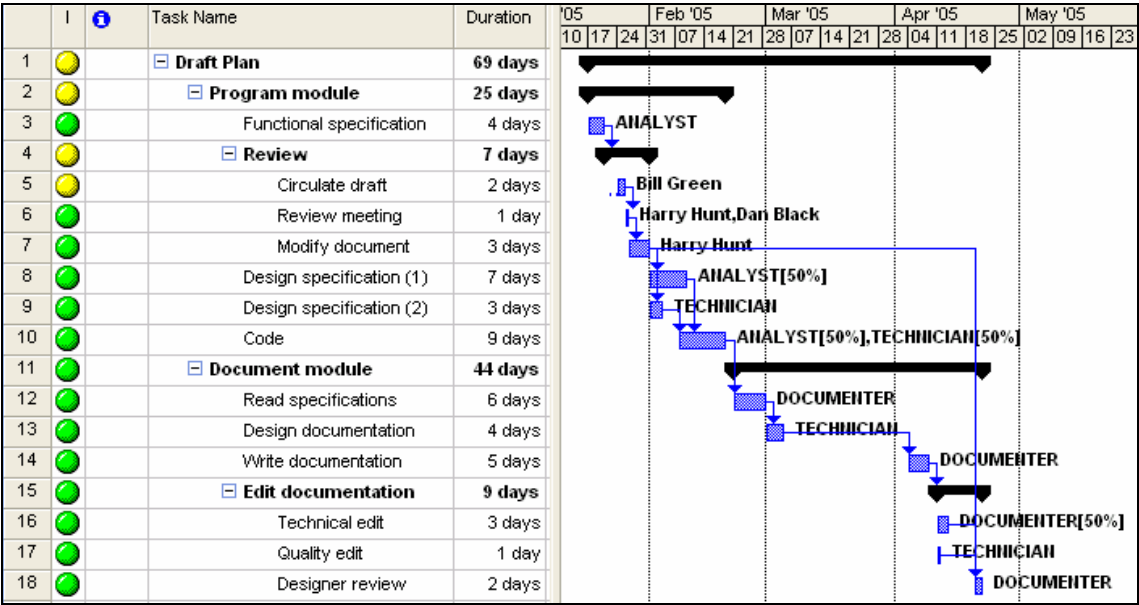 I Task Name Duration '05 Feb '05 Mar '05 Apr '05 May '05
10 17 24 31 07 14 21 28 07 14 21 28 04 11 18 25 02 09 16 23
1 Draft Plan 69 days
2 Program module 25 days
3 Functional specification 4 days ANALYST
4 Review 7 days
5 Circulate draft 2 days Bill Green
6 Review meeting 1 day Harry Hunt,Dan Black
7 Modify document 3 days Harry Hunt
8 Design specification (1) 7 days ANALYST[50%]
9 Design specification (2) 3 days TECHNICIAN
10 Code 9 days ANALYST[50%],TECHNICIAN[50%]
11 Document module 44 days
12 Read specifications 6 days DOCUMENTER
13 Design documentation 4 days TECHNICIAN
14 Write documentation 5 days DOCUMENTER
15 Edit documentation 9 days
16 Technical edit 3 days DOCUMENTER[50%]
17 Quality edit 1 day TECHNICIAN
18 Designer review 2 days DOCUMENTER